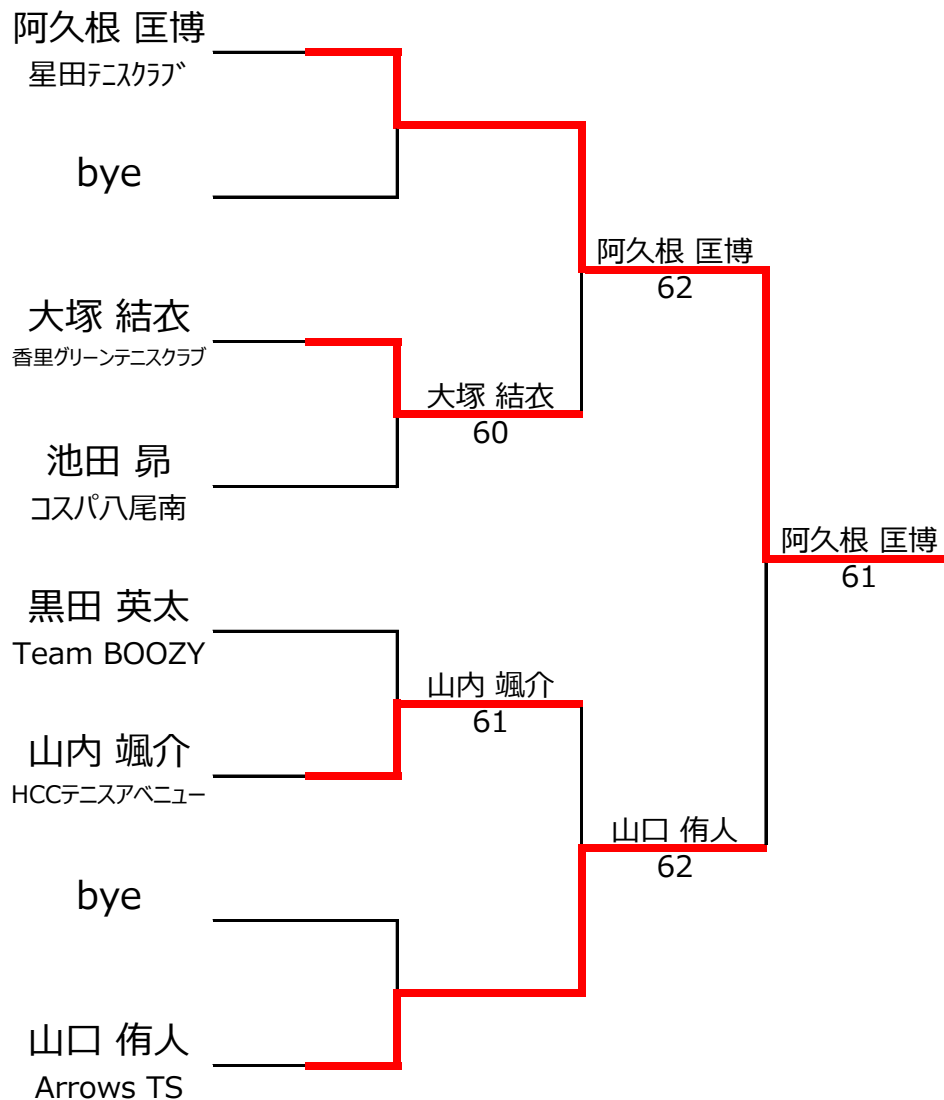 阿久根 匡博
星田ﾃﾆｽｸﾗﾌﾞ
bye
阿久根 匡博
62
大塚 結衣
香里グリーンテニスクラブ
大塚 結衣
60
池田 昴
コスパ八尾南
阿久根 匡博
61
黒田 英太
Team BOOZY
山内 颯介
61
山内 颯介
HCCテニスアベニュー
山口 侑人
62
bye
山口 侑人
Arrows TS